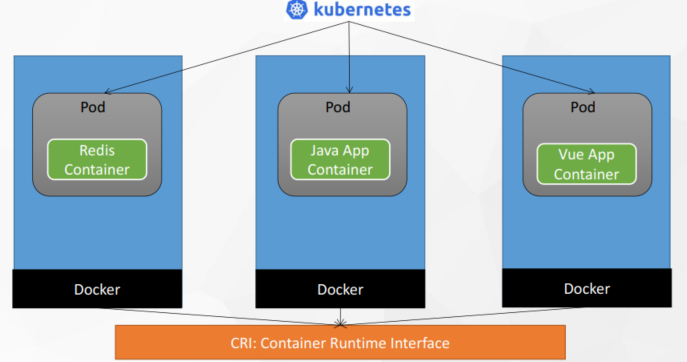 kubernetes
Pod
Redis
Container
Pod
Java App
Container
Pod
Vue App
Container
Docker
Docker
Docker
CRI: Container Runtime Interface